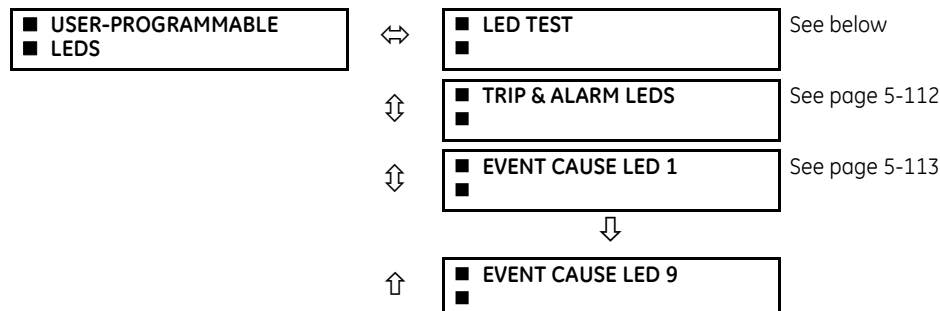 ■ USER-PROGRAMMABLE
■ LEDS
■ LED TEST
■
See below
■ TRIP & ALARM LEDS
■
See page 5-112
■ EVENT CAUSE LED 1
■
See page 5-113
■ EVENT CAUSE LED 9
■